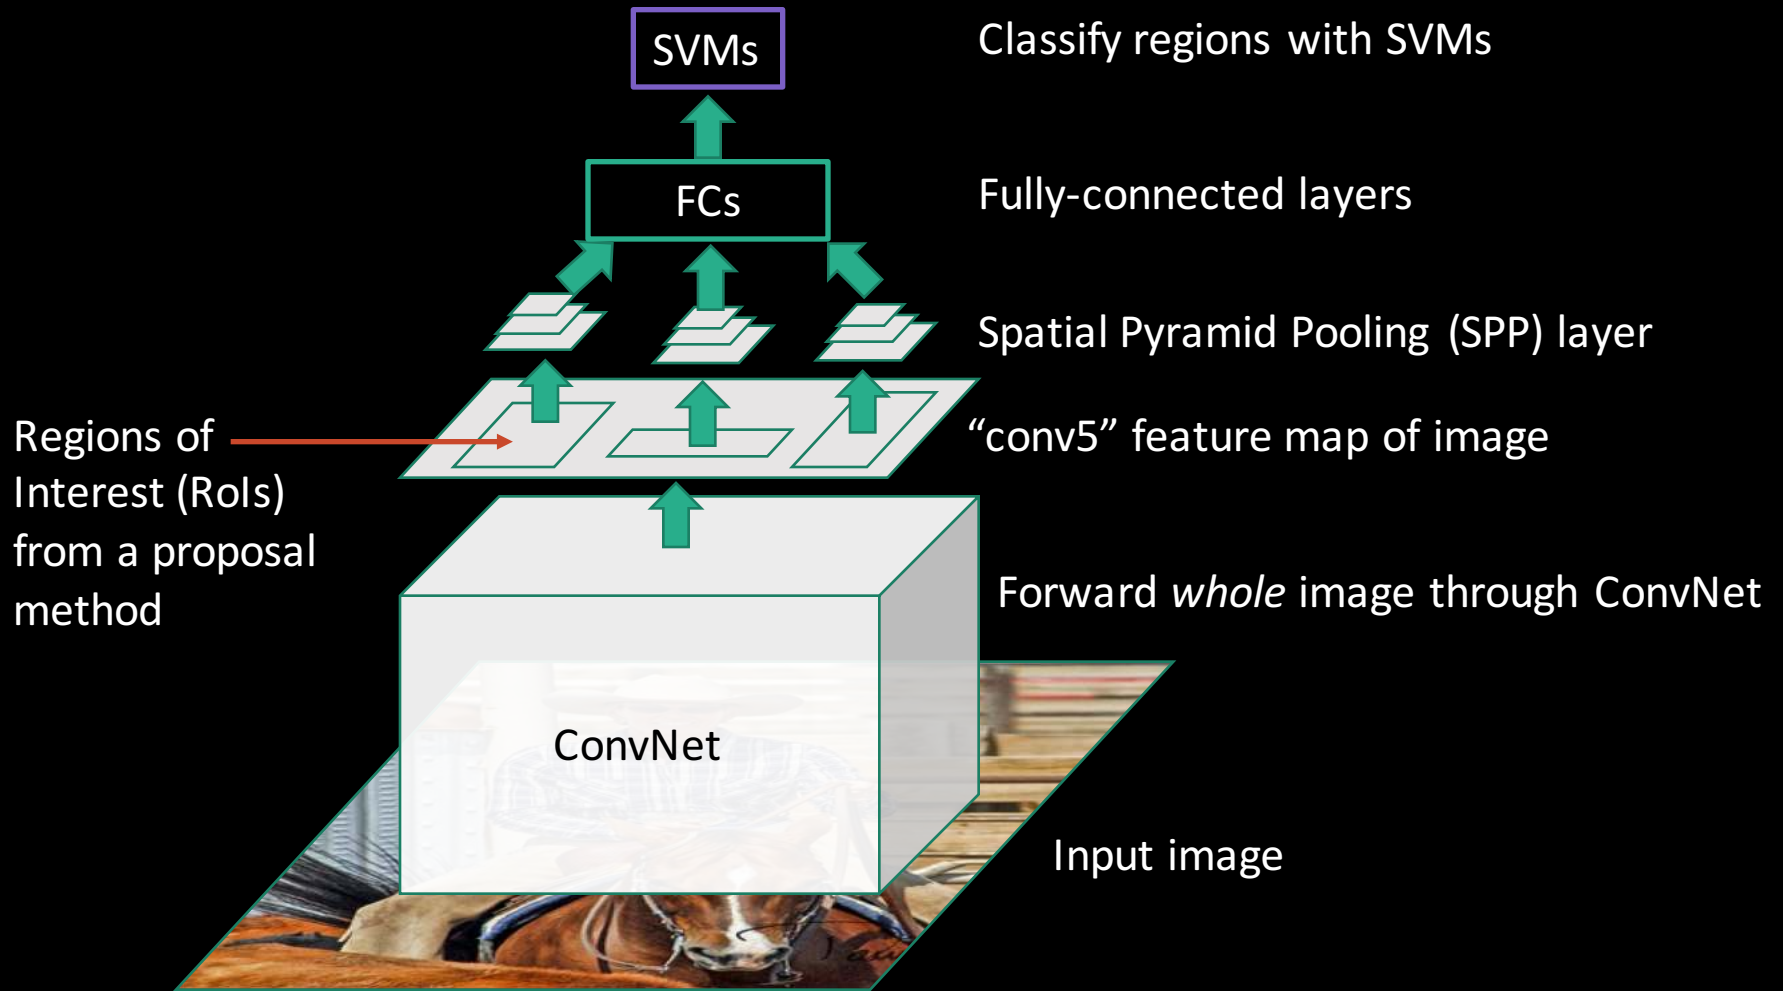 SVMs
Classify regions with SVMs
FCs
Fully-connected layers
Spatial Pyramid Pooling (SPP) layer
Regions of
Interest (RoIs)
from a proposal
method
“conv5” feature map of image
Forward whole image through ConvNet
ConvNet
Input image